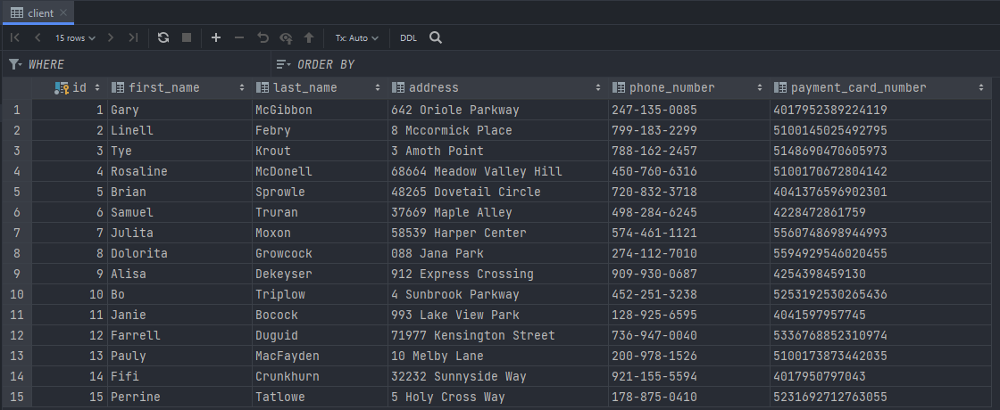 client
15 rows Tx: Auto DDL
WHERE ORDER BY
id first_name last_name address phone_number payment_card_number
1 1 Gary McGibbon 642 Oriole Parkway 247-135-0085 4017952389224119
2 2 Linell Febry 8 Mccormick Place 799-183-2299 5100145025492795
3 3 Tye Krout 3 Amoth Point 788-162-2457 5148690470605973
4 4 Rosaline McDonell 68664 Meadow Valley Hill 450-760-6316 5100170672804142
5 5 Brian Sprowle 48265 Dovetail Circle 720-832-3718 4041376596902301
6 6 Samuel Truran 37669 Maple Alley 498-284-6245 4228472861759
7 7 Julita Moxon 58539 Harper Center 574-461-1121 5560748698944993
8 8 Dolorita Growcock 088 Jana Park 274-112-7010 5594929546020455
9 9 Alisa Dekeyser 912 Express Crossing 909-930-0687 4254398459130
10 10 Bo Triplow 4 Sunbrook Parkway 452-251-3238 5253192530265436
11 11 Janie Bocock 993 Lake View Park 128-925-6595 4041597957745
12 12 Farrell Duguid 71977 Kensington Street 736-947-0040 5336768852310974
13 13 Pauly MacFayden 10 Melby Lane 200-978-1526 5100173873442035
14 14 Fifi Crunkhurn 32232 Sunnyside Way 921-155-5594 4017950797043
15 15 Perrine Tatlowe 5 Holy Cross Way 178-875-0410 5231692712763055